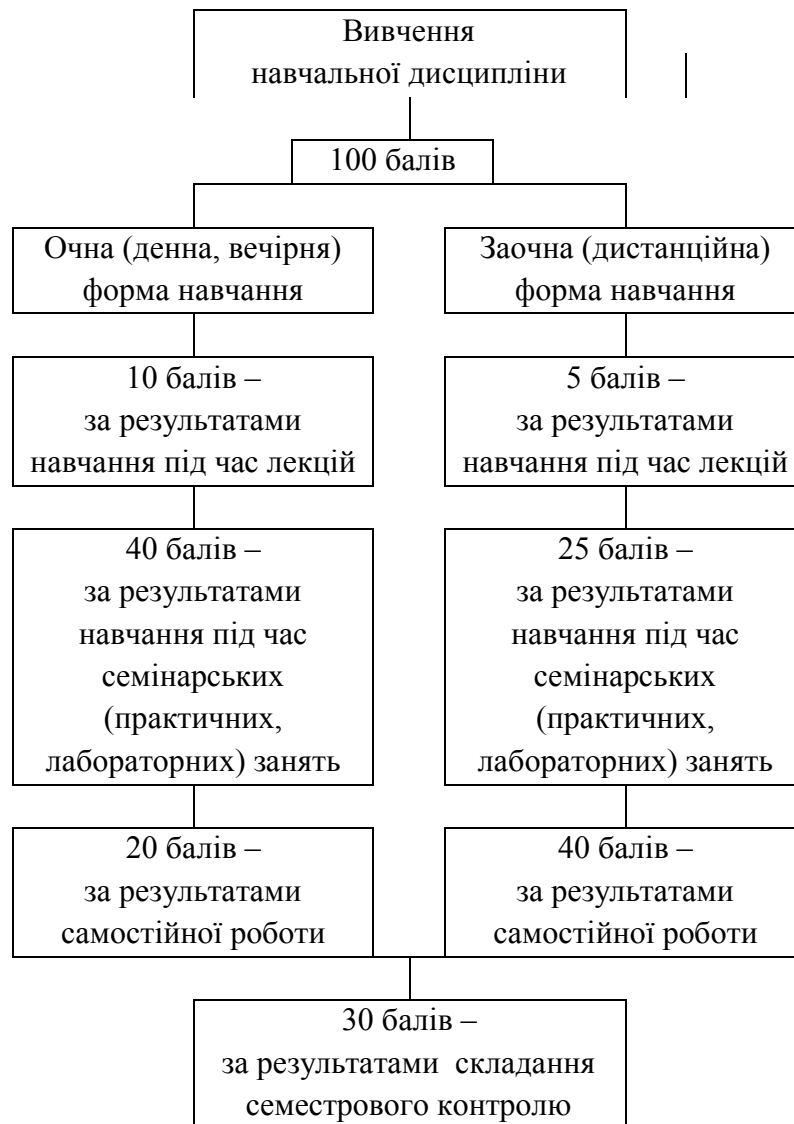 Вивчення
навчальної дисципліни
100 балів
Очна (денна, вечірня)
форма навчання
Заочна (дистанційна)
форма навчання
10 балів –
за результатами
навчання під час лекцій
5 балів –
за результатами
навчання під час лекцій
40 балів –
за результатами
навчання під час
семінарських
(практичних,
лабораторних) занять
25 балів –
за результатами
навчання під час
семінарських
(практичних,
лабораторних) занять
20 балів –
за результатами
самостійної роботи
40 балів –
за результатами
самостійної роботи
30 балів –
за результатами складання
семестрового контролю